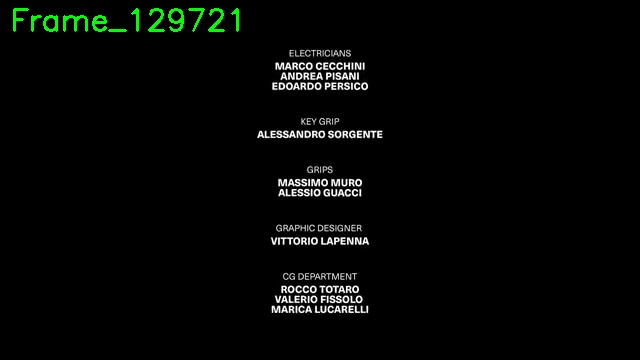 Frame_129721
ELECTRICIANS
MARCO CECCHINI
ANDREA PISANI
EDOARDO PERSICO
KEY GRIP
ALESSANDRO SORGENTE
GRIPS
MASSIMO MURO
ALESSIO GUACCI
GRAPHIC DESIGNER
VITTORIO LAPENNA
CG DEPARTMENT
ROCCO TOTARO
VALERIO FISSOLO
MARICA LUCARELLI